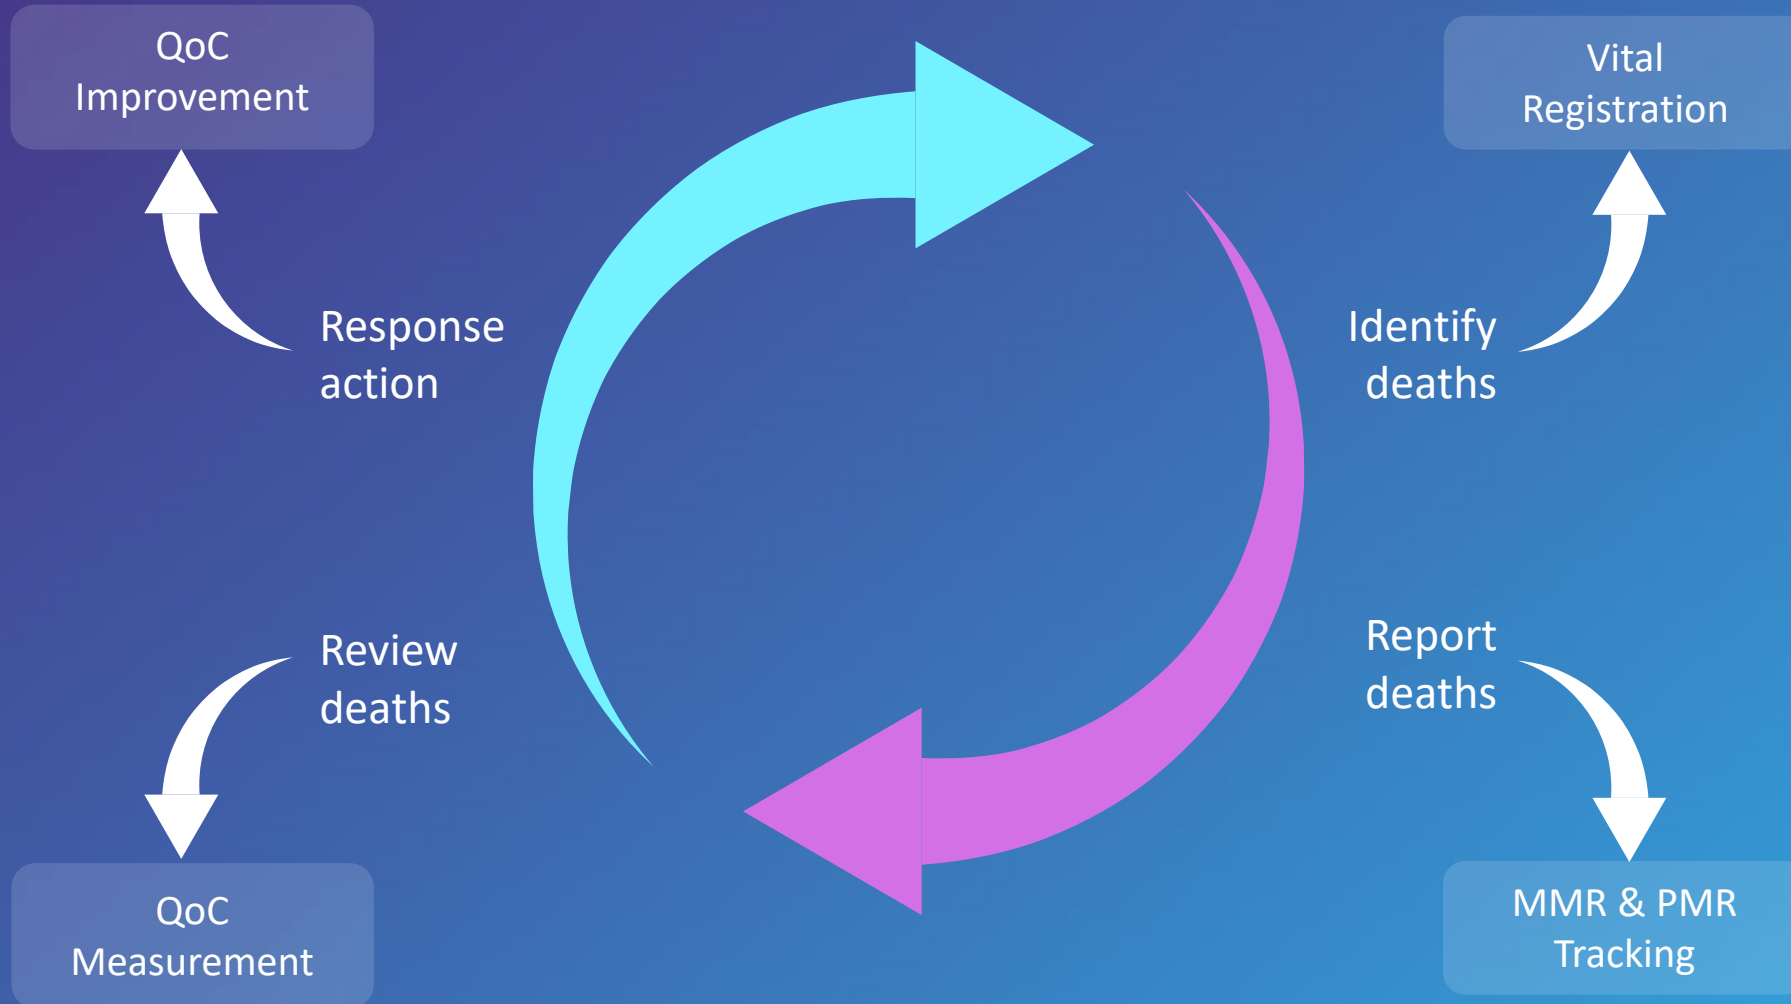 QoC
Improvement
Vital
Registration
Response
action
Identify
deaths
Review
deaths
Report
deaths
QoC
Measurement
MMR & PMR
Tracking